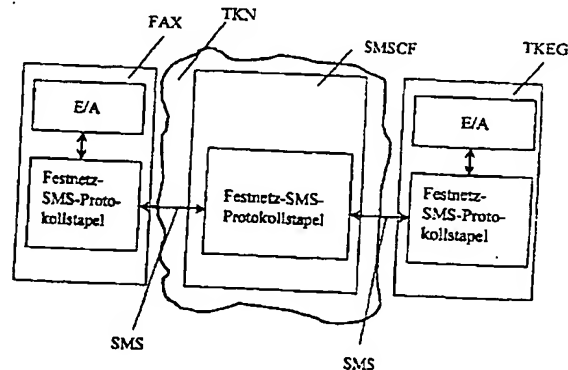 FAX
TKN
SMSCF
TKEG
E/A
Festnetz-
SMS-Proto-
kollstapel
Festnetz-SMS-
Protokollstapel
E/A
Festnetz-
SMS-Proto-
kollstapel
SMS
SMS